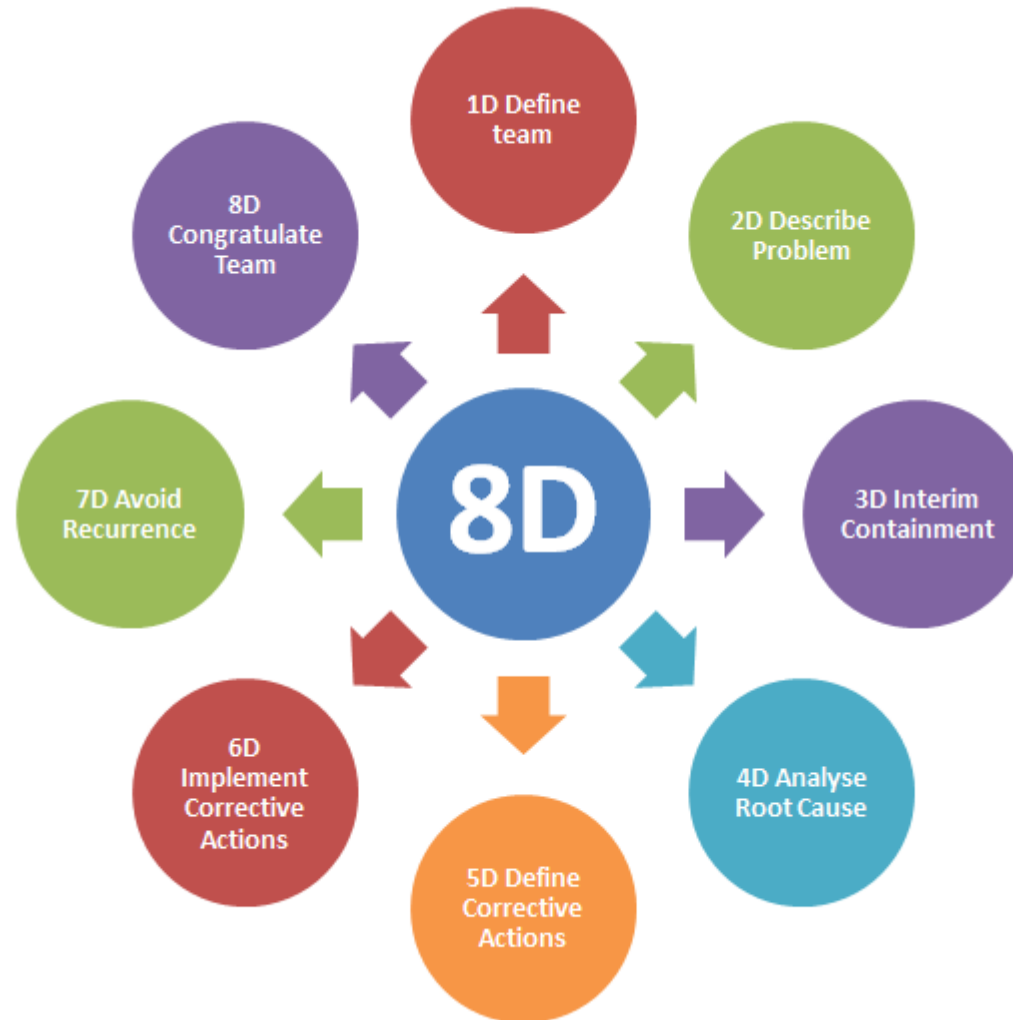 1D Define
team
2D Describe
Problem
3D Interim
Containment
4D Analyse
Root Cause
5D Define
Corrective
Actions
6D
Implement
Corrective
Actions
7D Avoid
Recurrence
8D
Congratulate
Team
8D